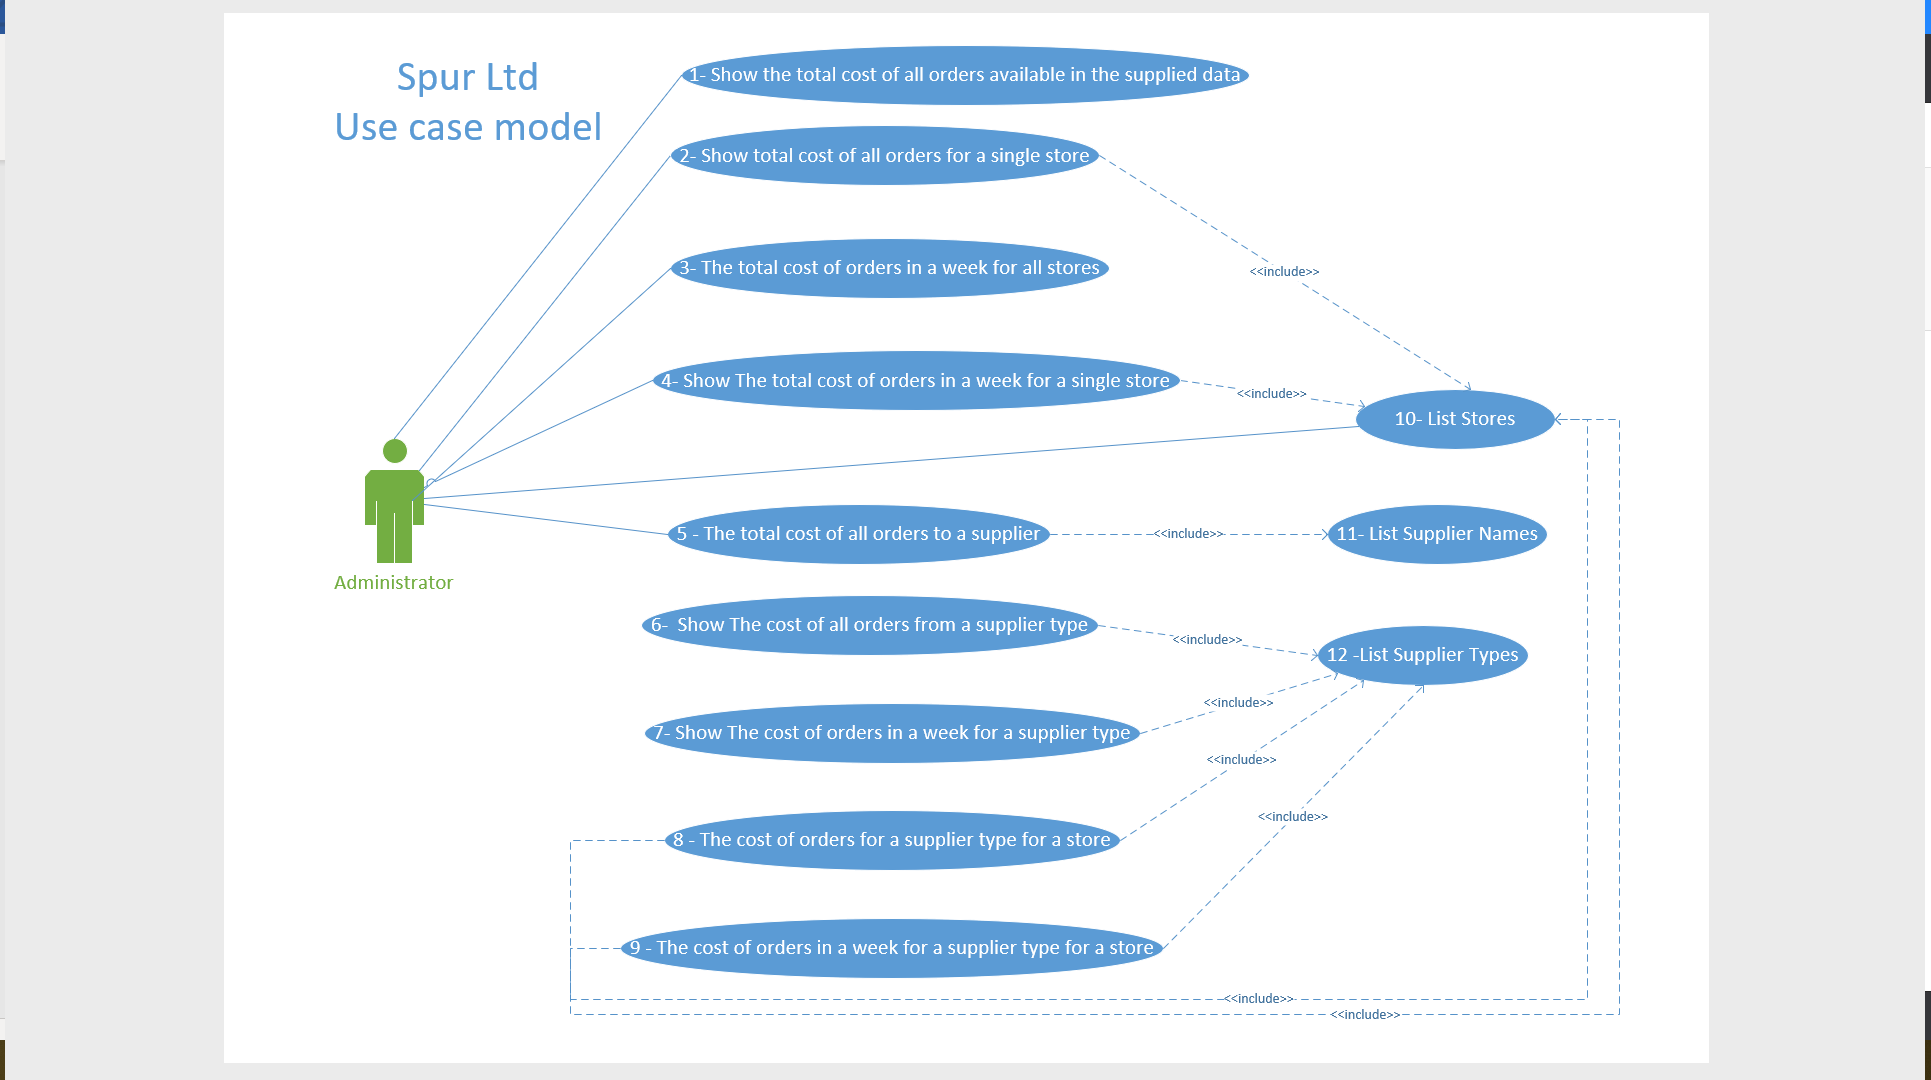 Spur Ltd
Use case model
1- Show the total cost of all orders available in the supplied data
2- Show total cost of all orders for a single store
3- The total cost of orders in a week for all stores
<<include>>
4- Show The total cost of orders in a week for a single store
<<include>>
10- List Stores
5 - The total cost of all orders to a supplier
<<include>>
11- List Supplier Names
Administrator
6-  Show The cost of all orders from a supplier type
<<include>>
12 -List Supplier Types
<<include>>
7- Show The cost of orders in a week for a supplier type
<<include>>
<<include>>
8 - The cost of orders for a supplier type for a store
9 - The cost of orders in a week for a supplier type for a store
<<include>>
<<include>>